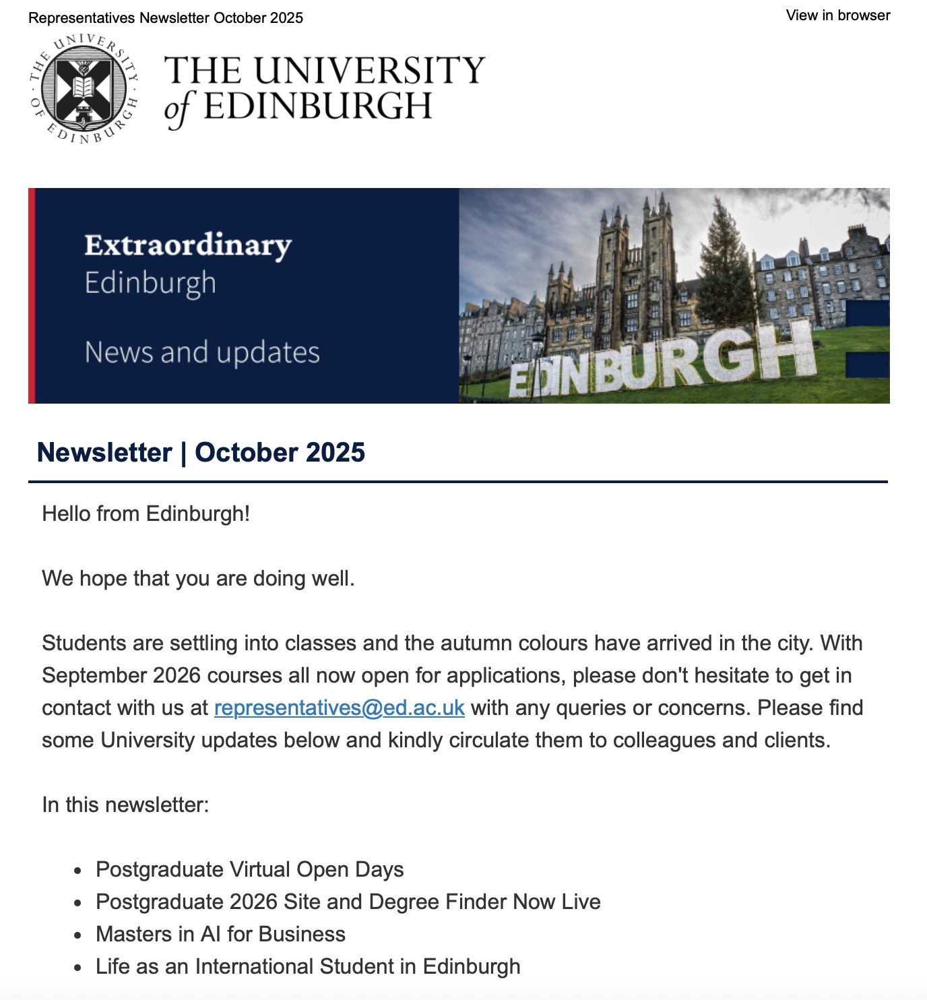 Representatives Newsletter October 2025
View in browser
THE UNIVERSITY OF EDINBURGH
THE UNIVERSITY
of EDINBURGH
Extraordinary
Edinburgh
News and updates
EDINBURGH
Newsletter | October 2025
Hello from Edinburgh!
We hope that you are doing well.
Students are settling into classes and the autumn colours have arrived in the city. With
September 2026 courses all now open for applications, please don't hesitate to get in
contact with us at representatives@ed.ac.uk with any queries or concerns. Please find
some University updates below and kindly circulate them to colleagues and clients.
In this newsletter:
• Postgraduate Virtual Open Days
• Postgraduate 2026 Site and Degree Finder Now Live
• Masters in AI for Business
• Life as an International Student in Edinburgh